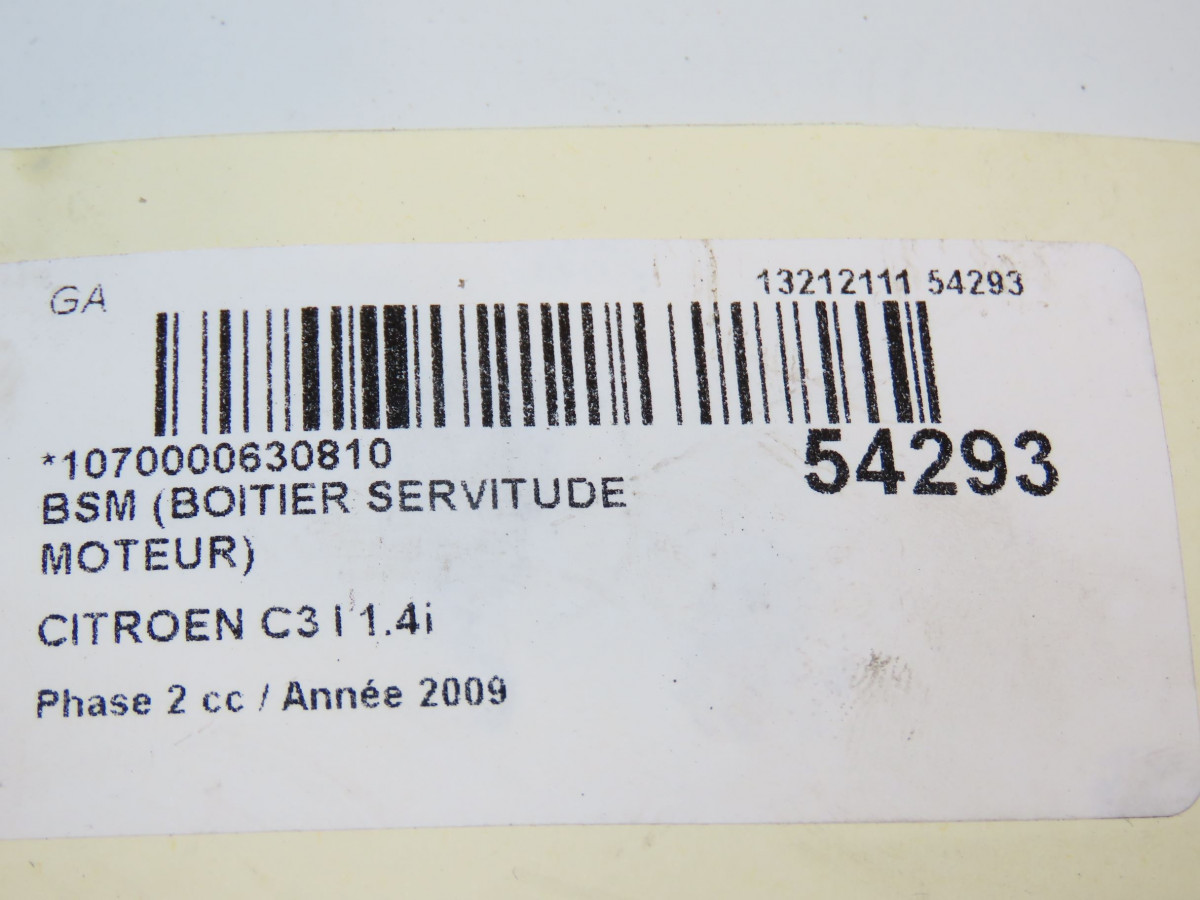 GA
13212111 54293
*1070000630810
54293
BSM (BOITIER SERVITUDE
MOTEUR)
CITROEN C3 I 1.4i
Phase 2 cc / Année 2009